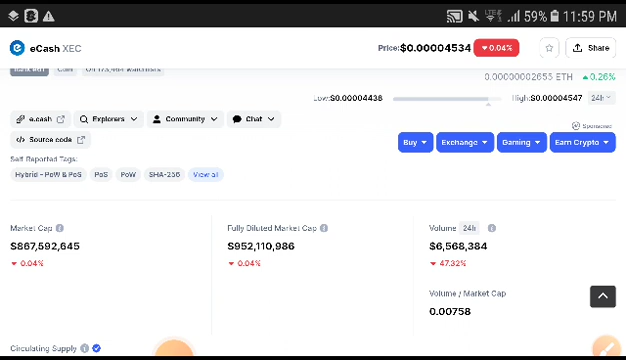 LTE 59% 11:59 PM
eCash XEC Price: $0.00004534 ▼ 0.04% Share
0.00000002655 ETH ▲ 0.26%
Low: $0.00004438 High: $0.00004547 24h
e.cash Explorers Community Chat
Sponsored
</> Source code
Buy Exchange Gaming Earn Crypto
Self Reported Tags:
Hybrid - PoW & PoS PoS PoW SHA-256 View all
Market Cap Fully Diluted Market Cap Volume 24h
$867,592,645 $952,110,986 $6,568,384
▼ 0.04% ▼ 0.04% ▼ 47.32%
Volume / Market Cap
0.00758
Circulating Supply